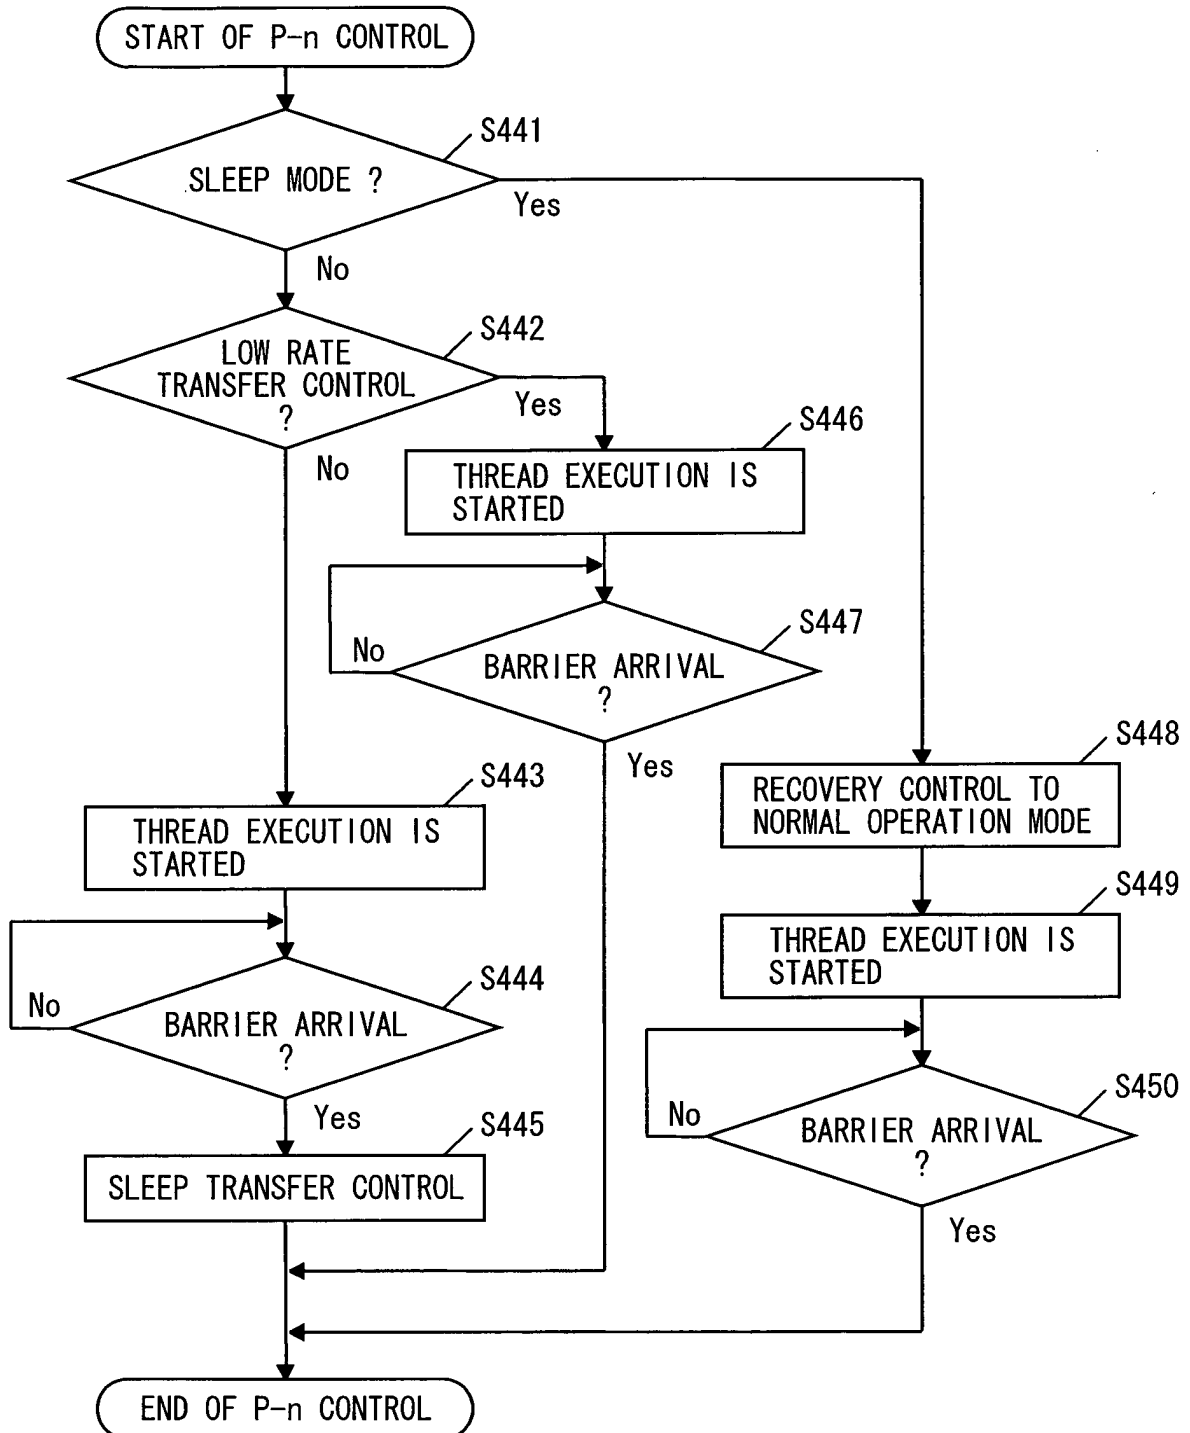 START OF P-n CONTROL
S441
SLEEP MODE ?
Yes
No
S442
LOW RATE
TRANSFER CONTROL
?
Yes
No
S446
THREAD EXECUTION IS
STARTED
S447
No
BARRIER ARRIVAL
?
Yes
S448
RECOVERY CONTROL TO
NORMAL OPERATION MODE
S443
THREAD EXECUTION IS
STARTED
S449
THREAD EXECUTION IS
STARTED
S444
No
BARRIER ARRIVAL
?
Yes
S450
No
BARRIER ARRIVAL
?
Yes
S445
SLEEP TRANSFER CONTROL
END OF P-n CONTROL